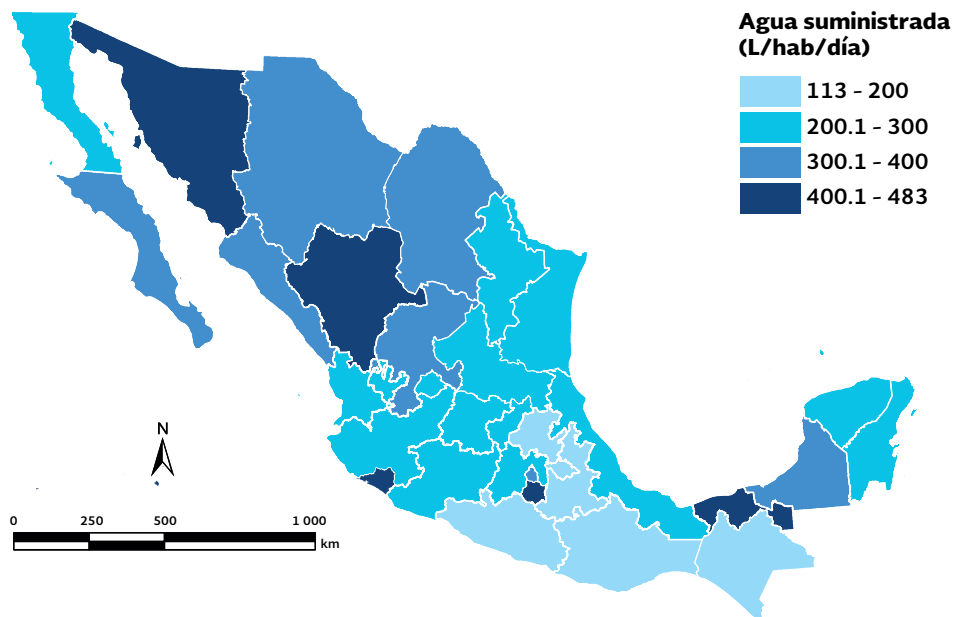 Agua suministrada
(L/hab/día)
113 - 200
200.1 - 300
300.1 - 400
400.1 - 483
N
0 250 500 1 000
km